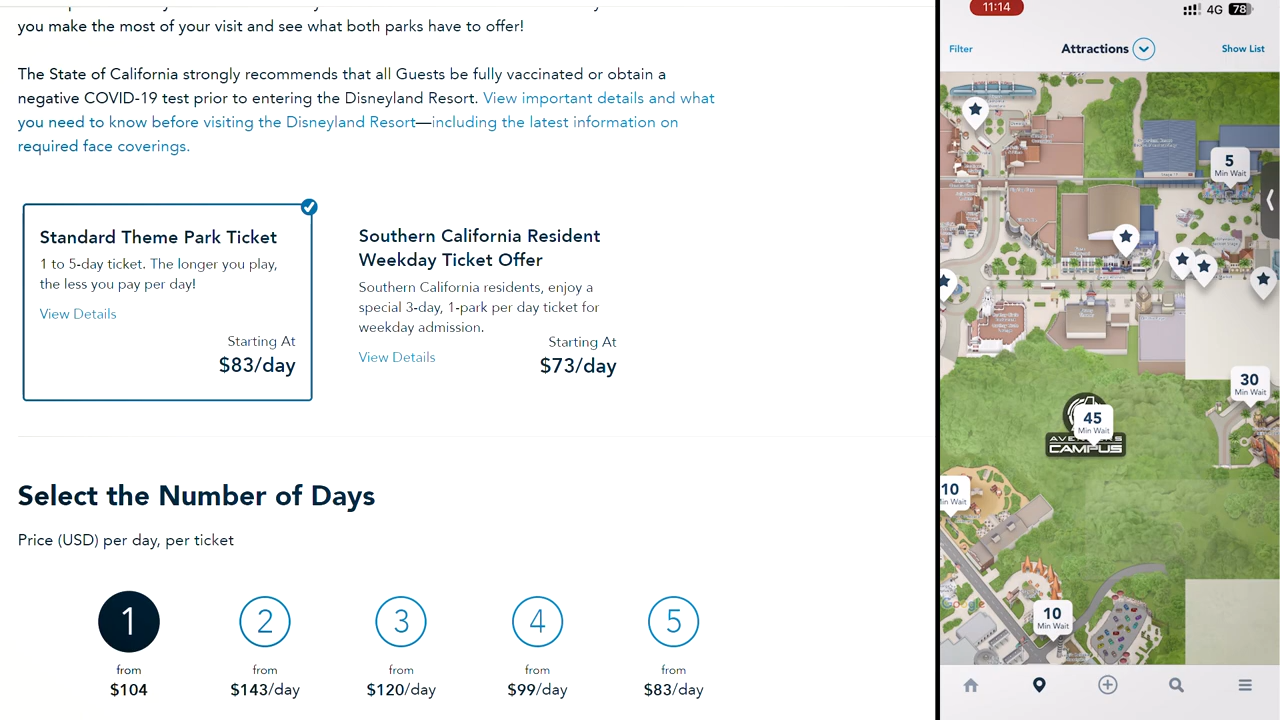 you make the most of your visit and see what both parks have to offer!
The State of California strongly recommends that all Guests be fully vaccinated or obtain a
negative COVID-19 test prior to entering the Disneyland Resort. View important details and what
you need to know before visiting the Disneyland Resort—including the latest information on
required face coverings.
Standard Theme Park Ticket
1 to 5-day ticket. The longer you play,
the less you pay per day!
View Details
Starting At
$83/day
Southern California Resident
Weekday Ticket Offer
Southern California residents, enjoy a
special 3-day, 1-park per day ticket for
weekday admission.
View Details
Starting At
$73/day
Select the Number of Days
Price (USD) per day, per ticket
1
2
3
4
5
from
from
from
from
from
$104
$143/day
$120/day
$99/day
$83/day
11:14
4G
78
Filter
Attractions
Show List
5
Min Wait
30
Min Wait
45
Min Wait
CAMPUS
10
Min Wait
10
Min Wait
Google